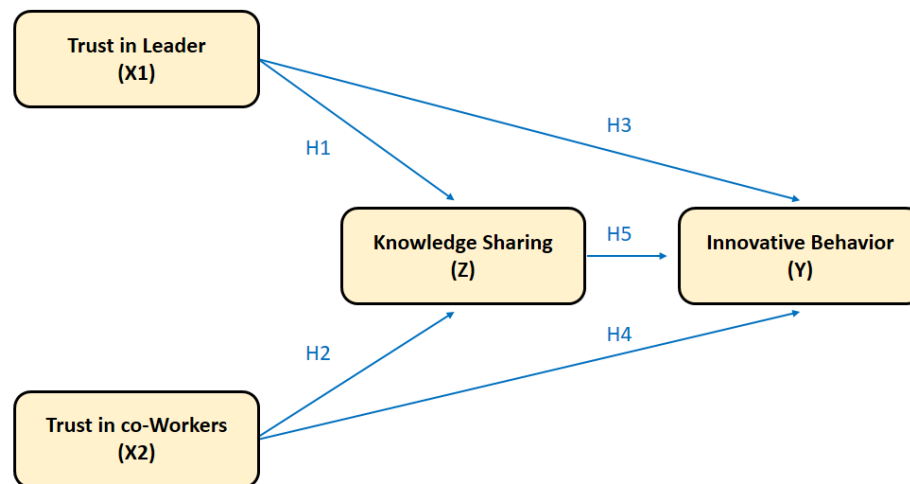 Trust in Leader
(X1)
H3
H1
Knowledge Sharing
(Z)
H5
Innovative Behavior
(Y)
H2
H4
Trust in co-Workers
(X2)